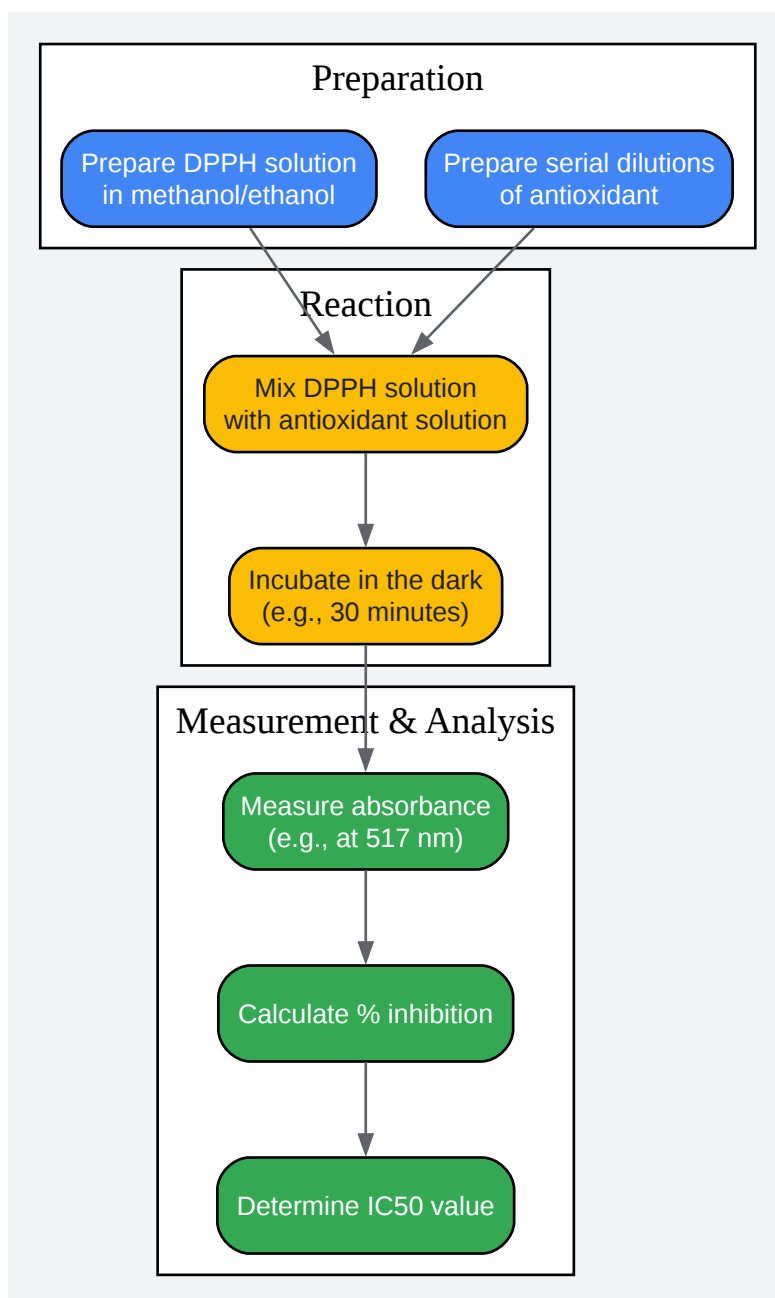 Preparation
Prepare DPPH solution
in methanol/ethanol
Prepare serial dilutions
of antioxidant
Reaction
Mix DPPH solution
with antioxidant solution
Incubate in the dark
(e.g., 30 minutes)
Measurement & Analysis
Measure absorbance
(e.g., at 517 nm)
Calculate % inhibition
Determine IC50 value